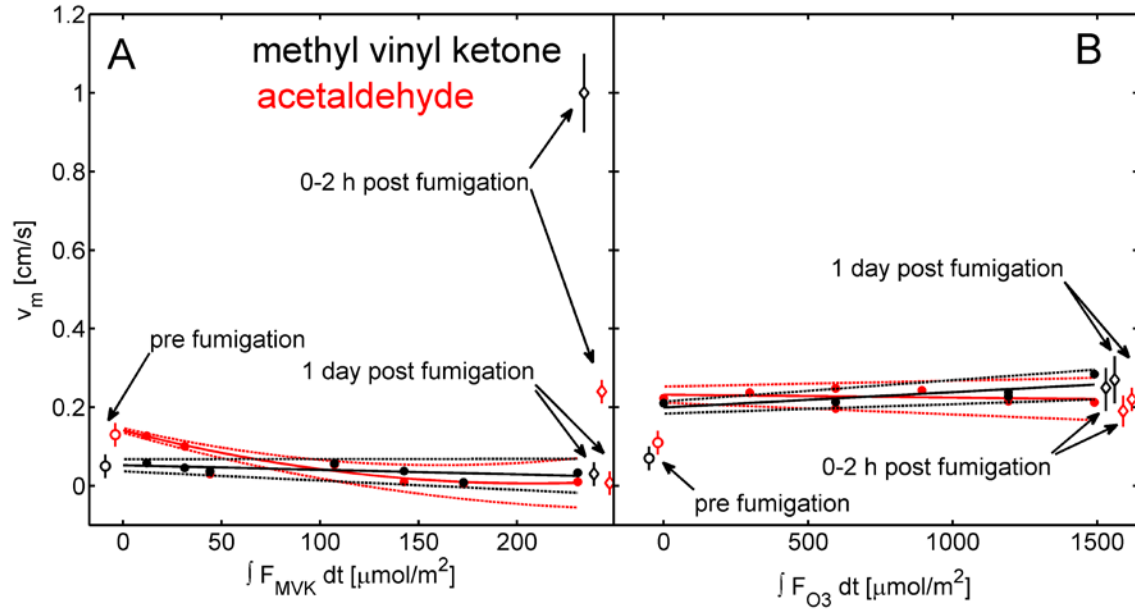 A
methyl vinyl ketone
acetaldehyde
0-2 h post fumigation
pre fumigation
1 day post fumigation
v_m [cm/s]
1.2
1
0.8
0.6
0.4
0.2
0
0 50 100 150 200
∫ F_MVK dt [μmol/m²]
B
1 day post fumigation
0-2 h post fumigation
pre fumigation
0 500 1000 1500
∫ F_O3 dt [μmol/m²]